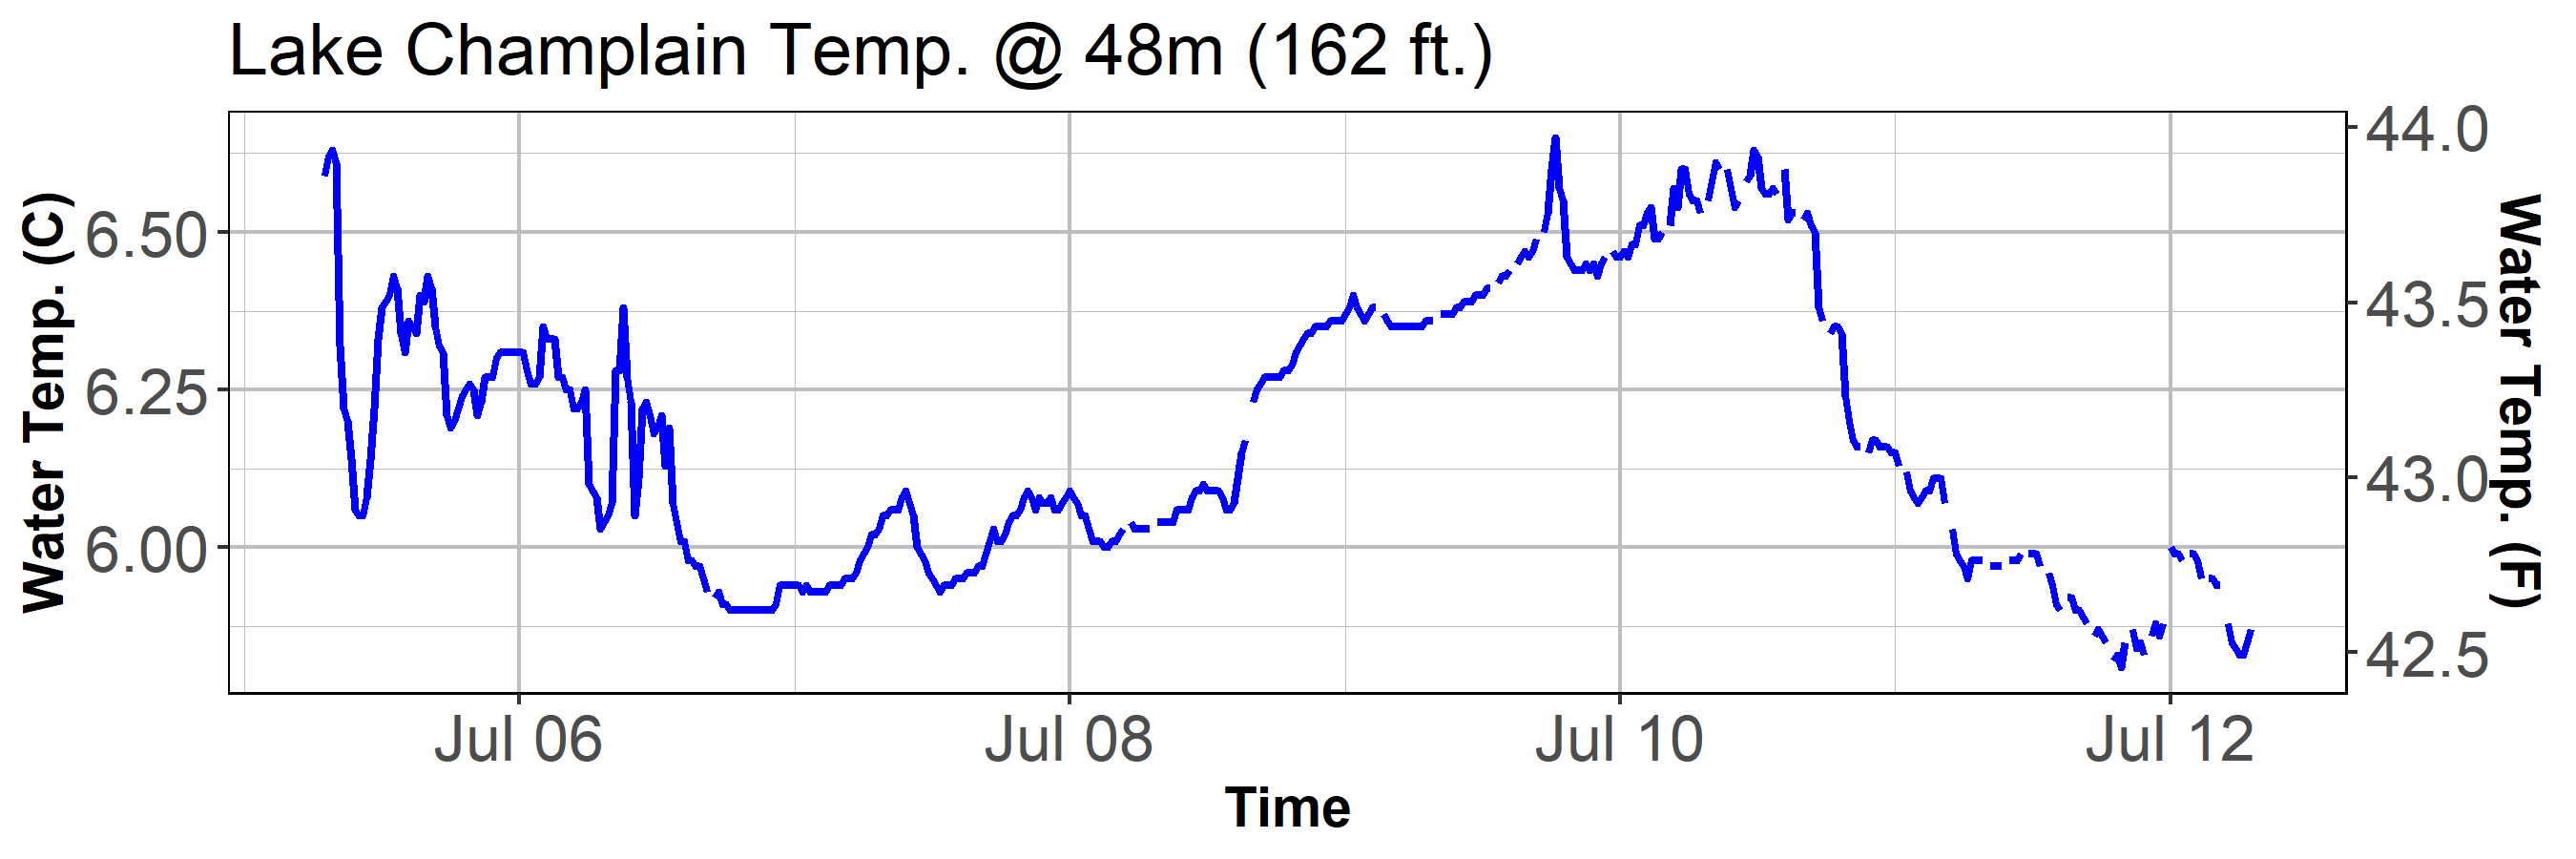 Lake Champlain Temp. @ 48m (162 ft.)
Water Temp. (C)
6.50
6.25
6.00
44.0
43.5
43.0
42.5
Water Temp. (F)
Jul 06 Jul 08 Jul 10 Jul 12
Time